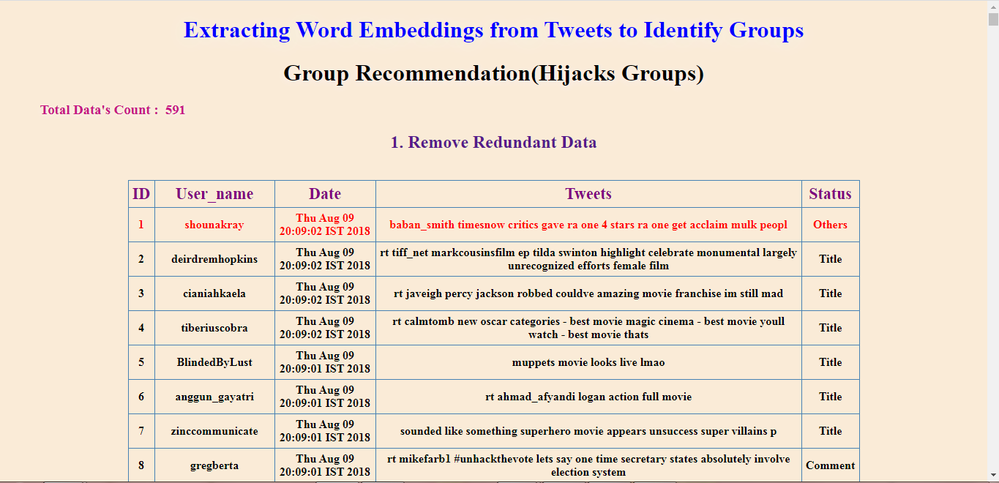 Extracting Word Embeddings from Tweets to Identify Groups
Group Recommendation(Hijacks Groups)
Total Data's Count : 591
1. Remove Redundant Data
ID User_name Date Tweets Status
1 shounakray Thu Aug 09 20:09:02 IST 2018 baban_smith timesnow critics gave ra one 4 stars ra one get acclaim mulk peopl Others
2 deirdremhopkins Thu Aug 09 20:09:02 IST 2018 rt tiff_net markcousinsfilm ep tilda swinton highlight celebrate monumental largely unrecognized efforts female film Title
3 cianiahkaela Thu Aug 09 20:09:02 IST 2018 rt javeigh percy jackson robbed couldve amazing movie franchise im still mad Title
4 tiberiuscobra Thu Aug 09 20:09:02 IST 2018 rt calmtomb new oscar categories - best movie magic cinema - best movie youll watch - best movie thats Title
5 BlindedByLust Thu Aug 09 20:09:01 IST 2018 muppets movie looks live lmao Title
6 anggun_gayatri Thu Aug 09 20:09:01 IST 2018 rt ahmad_afyandi logan action full movie Title
7 zinccommunicate Thu Aug 09 20:09:01 IST 2018 sounded like something superhero movie appears unsuccess super villains p Title
8 gregberta Thu Aug 09 20:09:01 IST 2018 rt mikefarb1 #unhackthevote lets say one time secretary states absolutely involve election system Comment